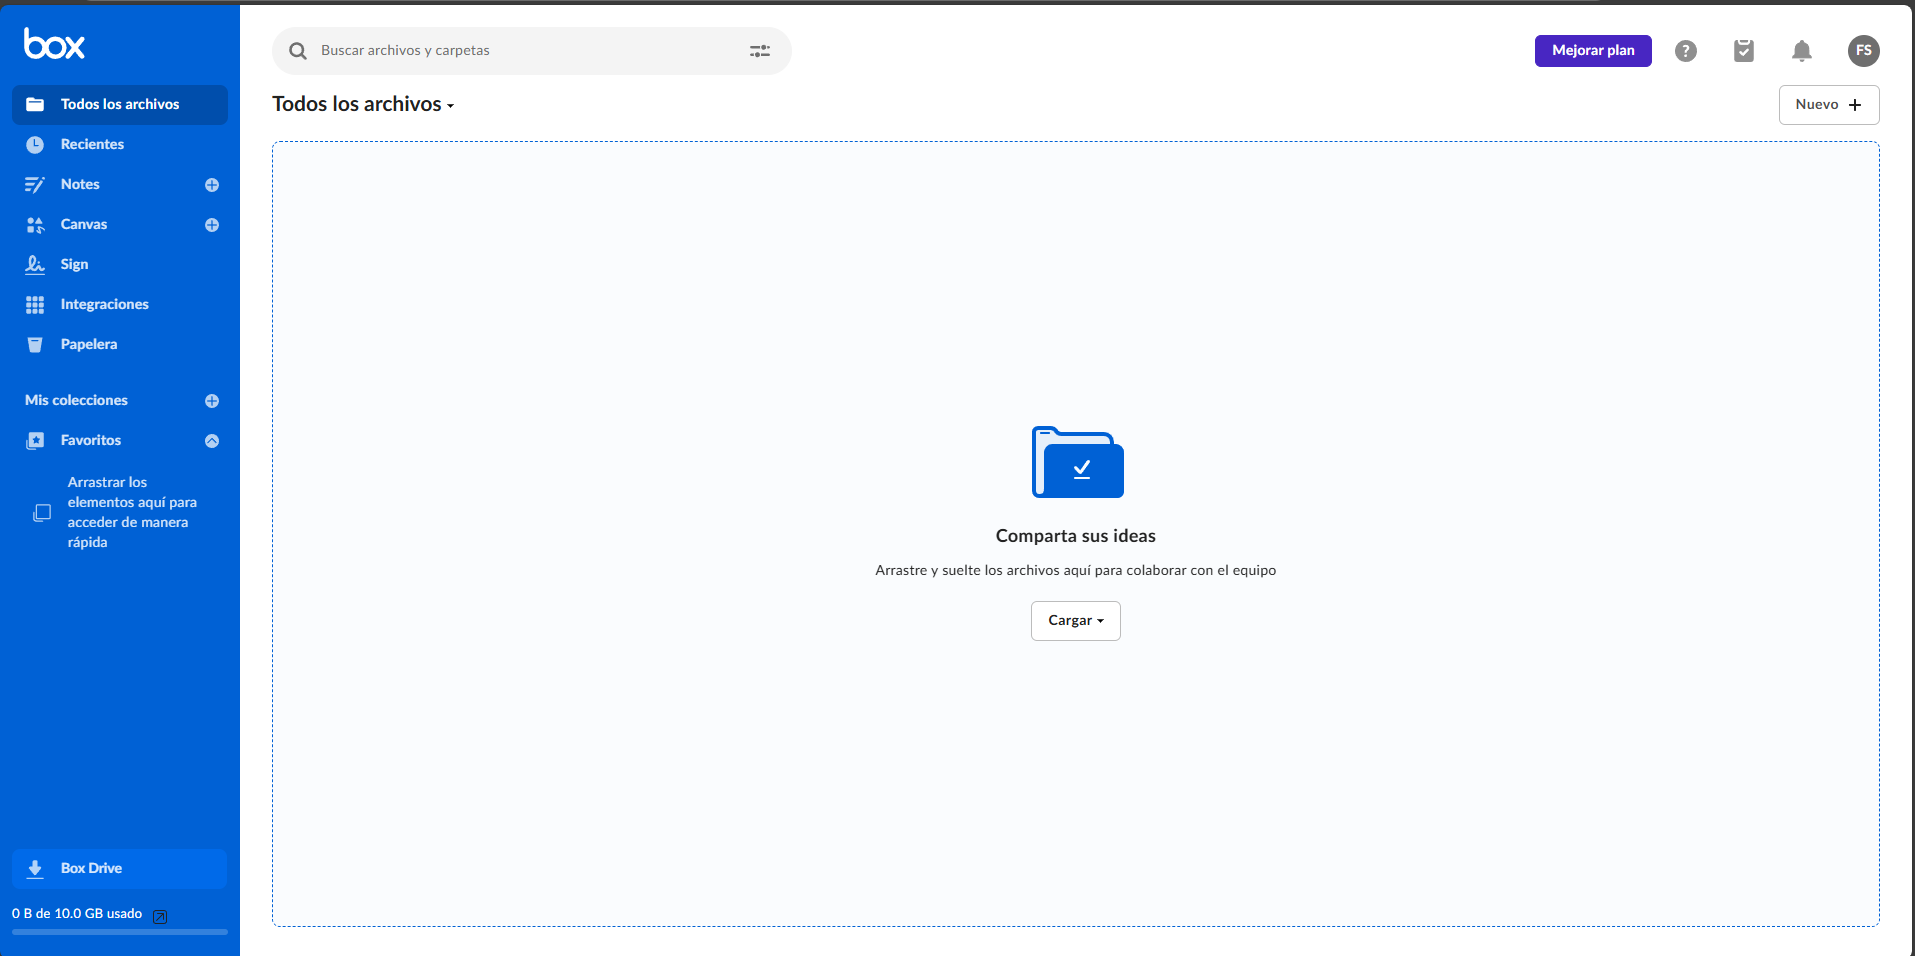 box
Buscar archivos y carpetas
Mejorar plan
?
FS
Todos los archivos
Recientes
Notes
Canvas
Sign
Integraciones
Papelera
Mis colecciones
Favoritos
Arrastrar los
elementos aquí para
acceder de manera
rápida
Box Drive
0 B de 10.0 GB usado
Todos los archivos
Nuevo
Comparta sus ideas
Arrastre y suelte los archivos aquí para colaborar con el equipo
Cargar